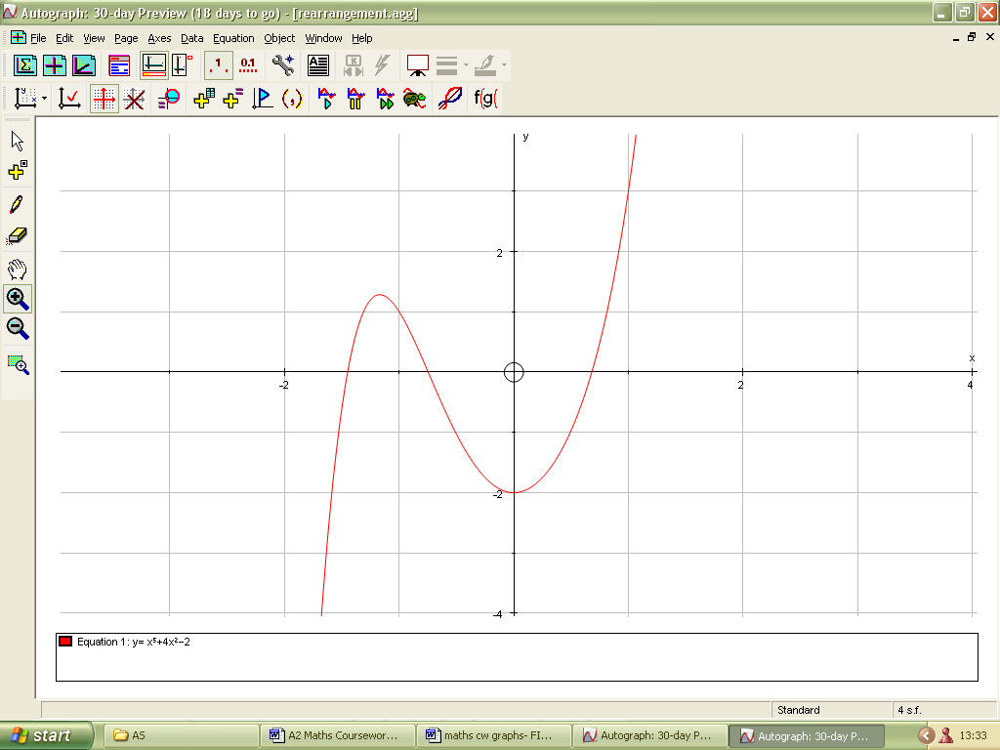 Autograph: 30-day Preview (18 days to go) - [rearrangement.agg]
File Edit View Page Axes Data Equation Object Window Help
.1. 0.1
f(g(
y
2
x
-2 2 4
-2
-4
Equation 1: y= x⁵+4x²−2
Standard 4 s.f.
start AS A2 Maths Coursewor... maths cw graphs- FI... Autograph: 30-day P... Autograph: 30-day P... 13:33